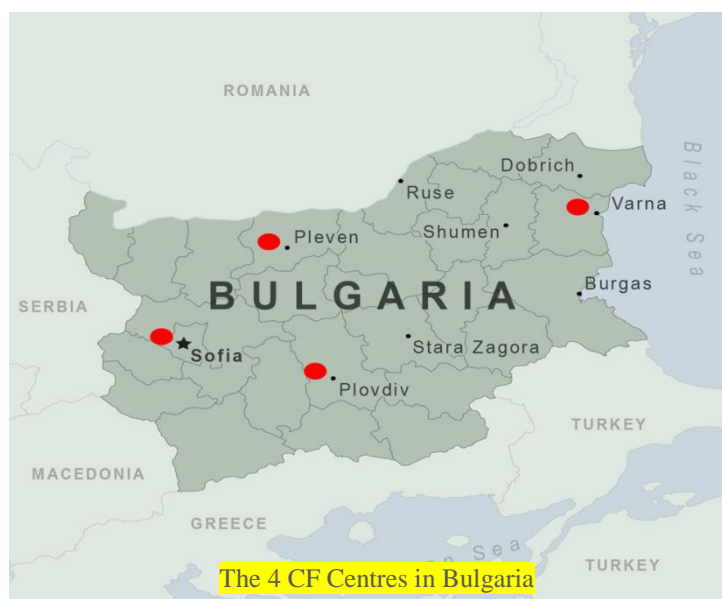 ROMANIA
Black Sea
Dobrich
Ruse
Varna
Pleven
Shumen
BULGARIA
Burgas
SERBIA
Sofia
Stara Zagora
Plovdiv
TURKEY
MACEDONIA
GREECE
Sea
TURKEY
The 4 CF Centres in Bulgaria